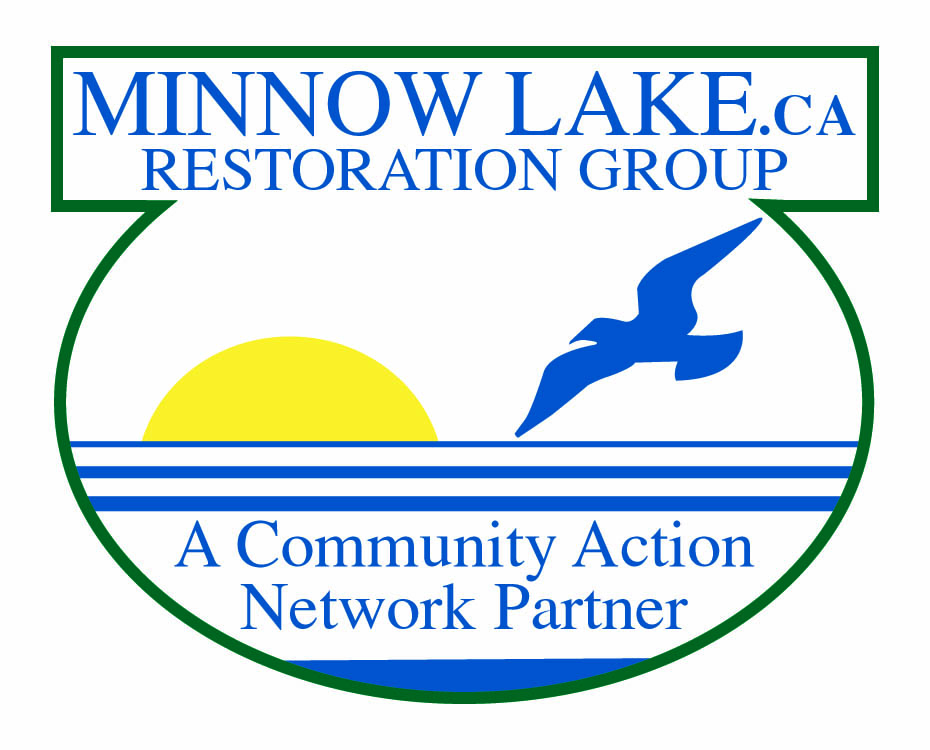 MINNOW LAKE.CA
RESTORATION GROUP
A Community Action
Network Partner